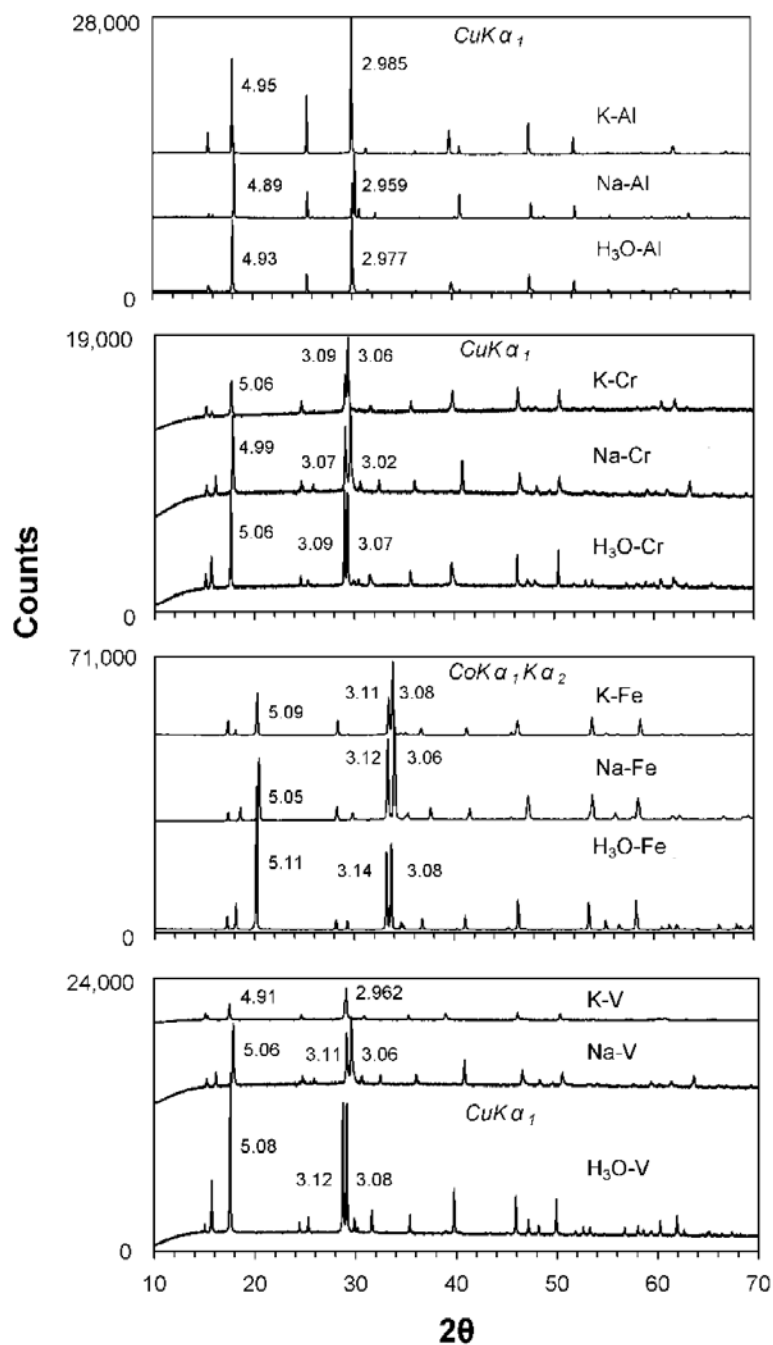 28,000
CuKα1
4.95
2.985
K-Al
4.89
2.959
Na-Al
4.93
2.977
H3O-Al
0
19,000
CuKα1
3.09
3.06
5.06
K-Cr
4.99
3.07
3.02
Na-Cr
5.06
3.09
3.07
H3O-Cr
0
Counts
71,000
CoKα1Kα2
3.11
3.08
K-Fe
5.09
3.12
3.06
Na-Fe
5.05
5.11
3.14
3.08
H3O-Fe
0
24,000
4.91
2.962
K-V
5.06
3.11
3.06
Na-V
CuKα1
5.08
3.12
3.08
H3O-V
0
10 20 30 40 50 60 70
2θ